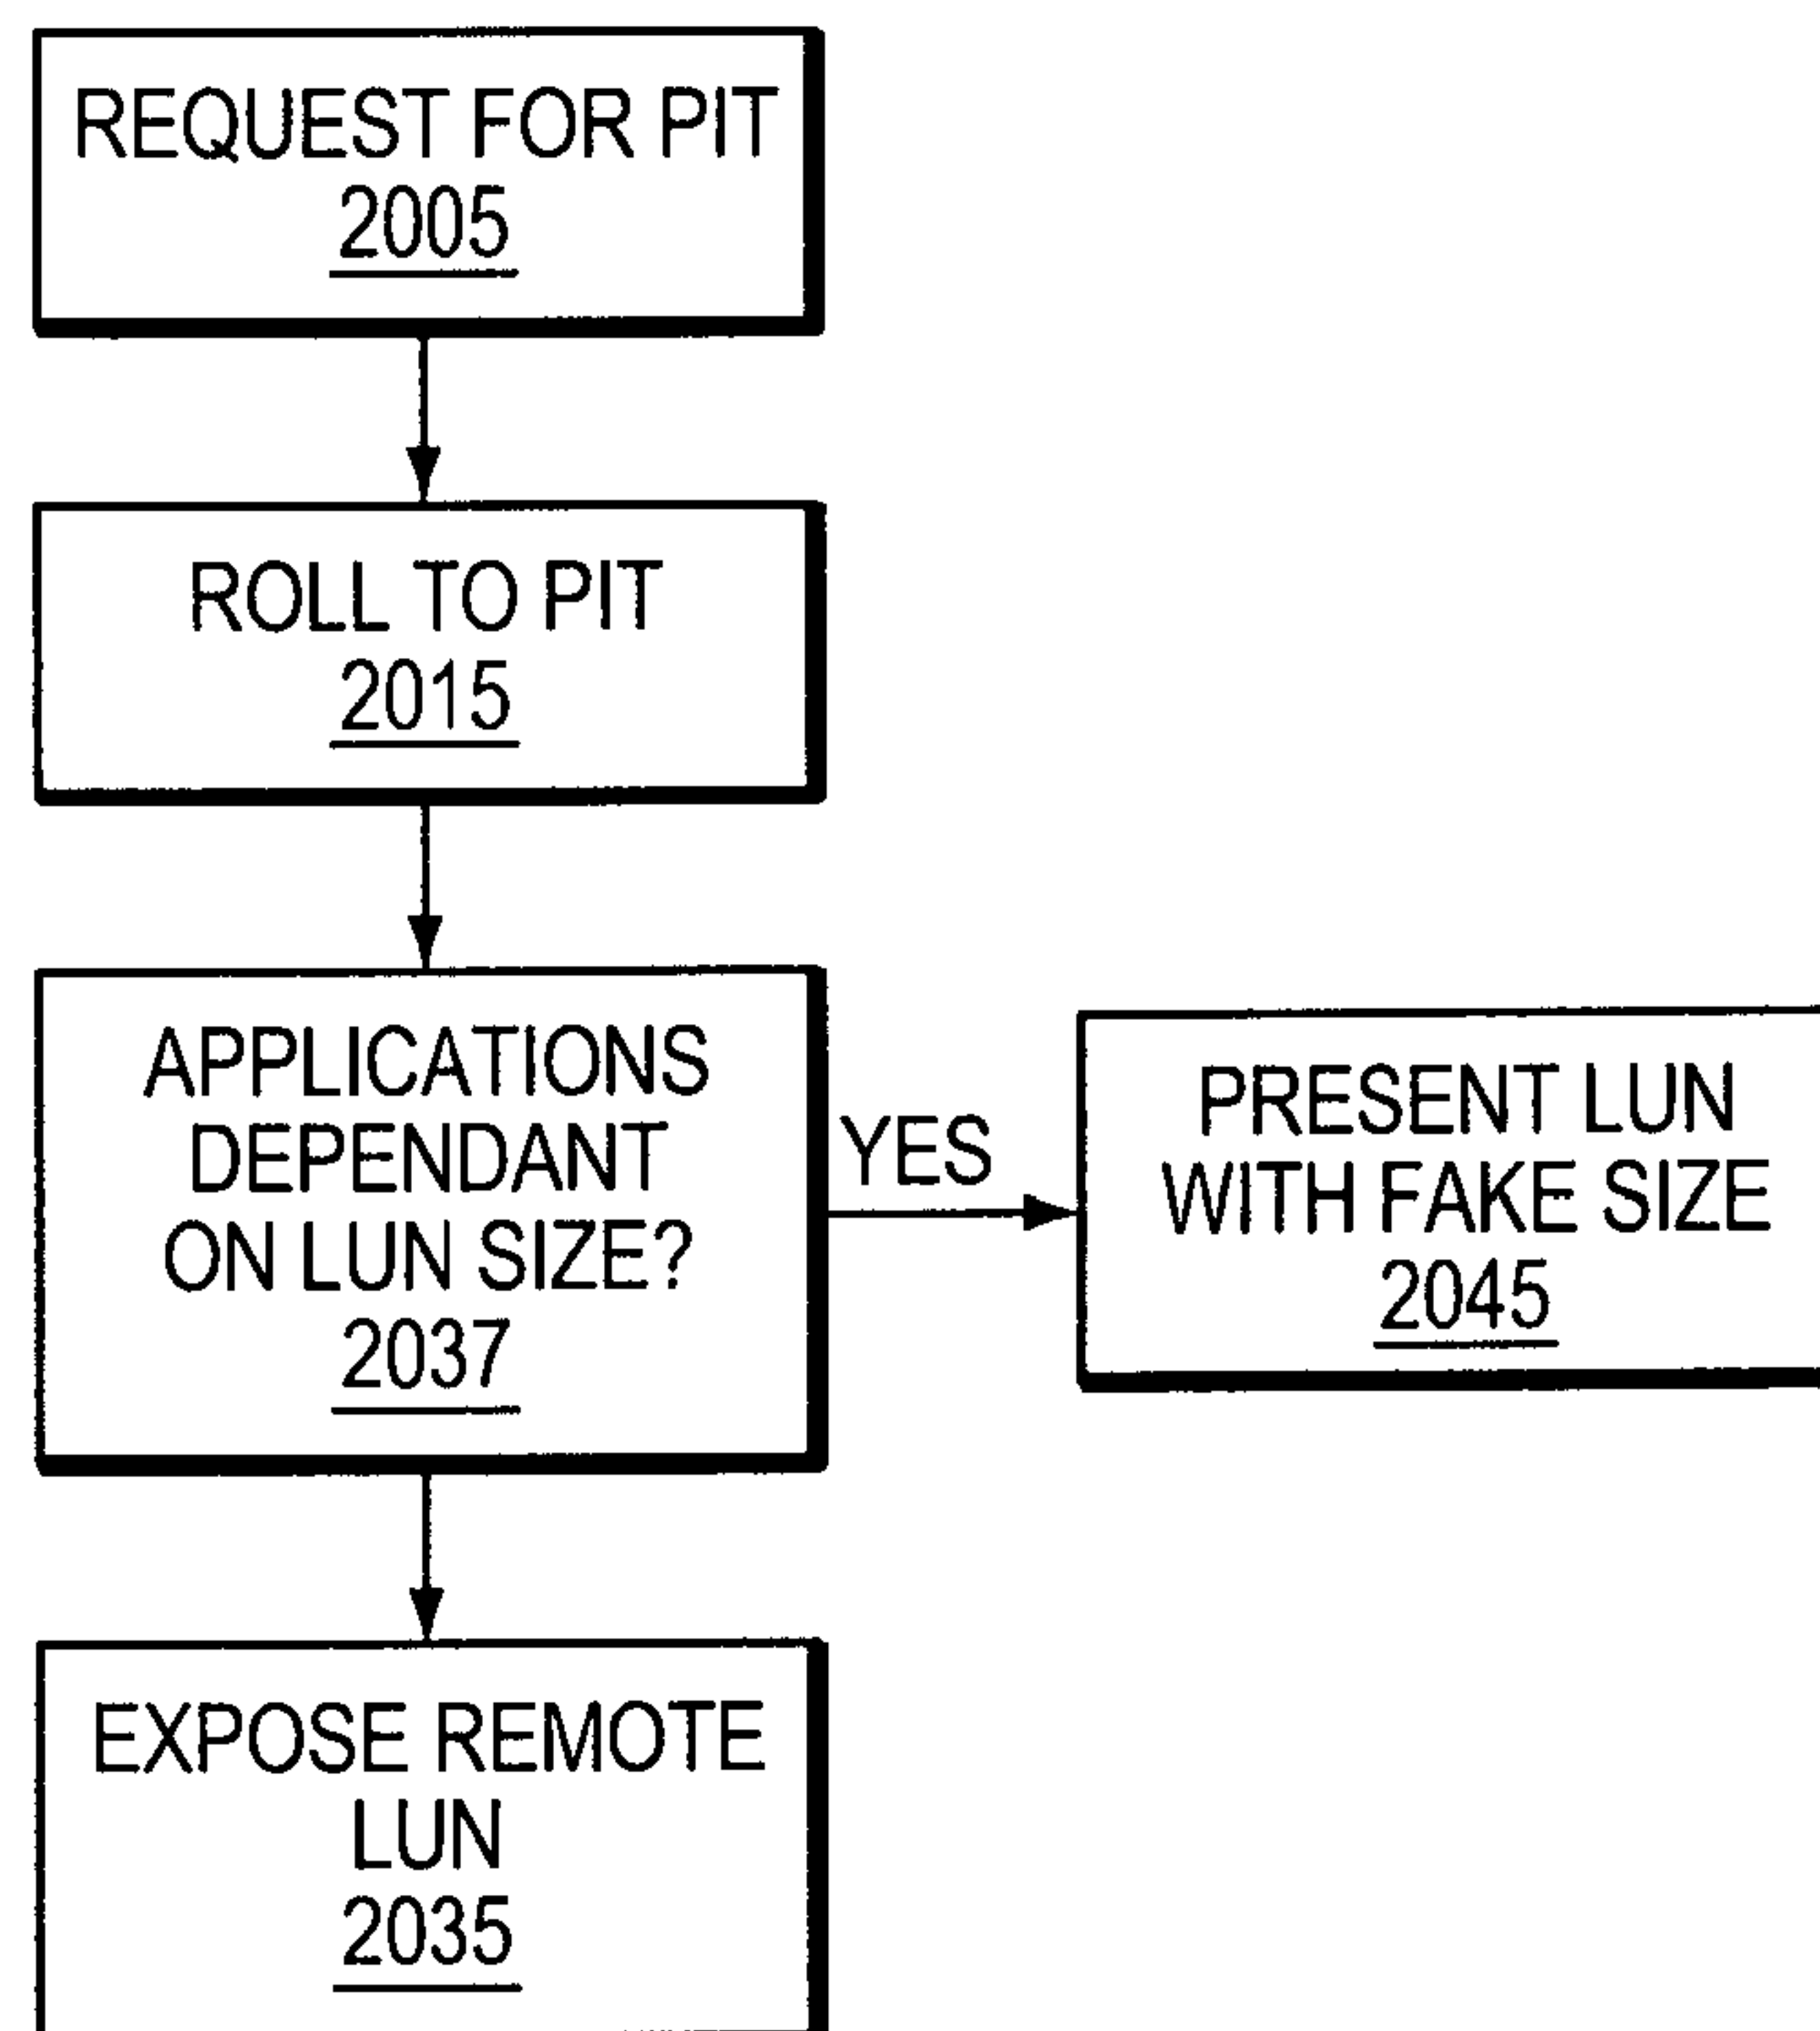 REQUEST FOR PIT
2005
ROLL TO PIT
2015
APPLICATIONS
DEPENDANT
ON LUN SIZE?
2037
YES
PRESENT LUN
WITH FAKE SIZE
2045
EXPOSE REMOTE
LUN
2035